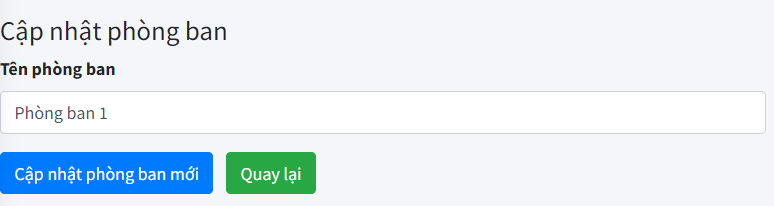 Cập nhật phòng ban
Tên phòng ban
Phòng ban 1
Cập nhật phòng ban mới Quay lại